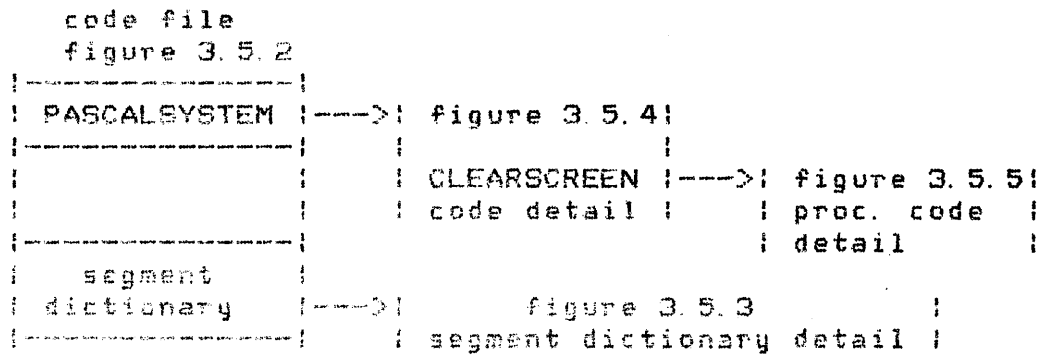 code file
figure 3.5.2
|-----------------|
| PASCALSYSTEM |--->| figure 3.5.4|
|-----------------| | |
| | | CLEARSCREEN |--->| figure 3.5.5|
| | | code detail | | proc. code |
|-----------------| | detail |
| segment |
| dictionary |--->| figure 3.5.3 |
|-----------------| | segment dictionary detail |